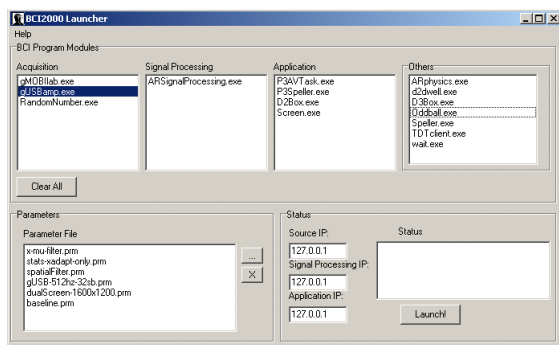 BCI2000 Launcher
Help
BCI Program Modules
Acquisition
gMOBIlab.exe
gUSBamp.exe
RandomNumber.exe
Signal Processing
ARSignalProcessing.exe
Application
P3AVTask.exe
P3Speller.exe
D2Box.exe
Screen.exe
Others
ARphysics.exe
d2dwell.exe
D3Box.exe
Oddball.exe
Speller.exe
TDTclient.exe
wait.exe
Clear All
Parameters
Parameter File
x-mu-filter.prm
stats-xadapt-only.prm
spatialFilter.prm
gUSB-512hz-32sb.prm
dualScreen-1600x1200.prm
baseline.prm
...
X
Status
Source IP:
127.0.0.1
Signal Processing IP:
127.0.0.1
Application IP:
127.0.0.1
Status
Launch!